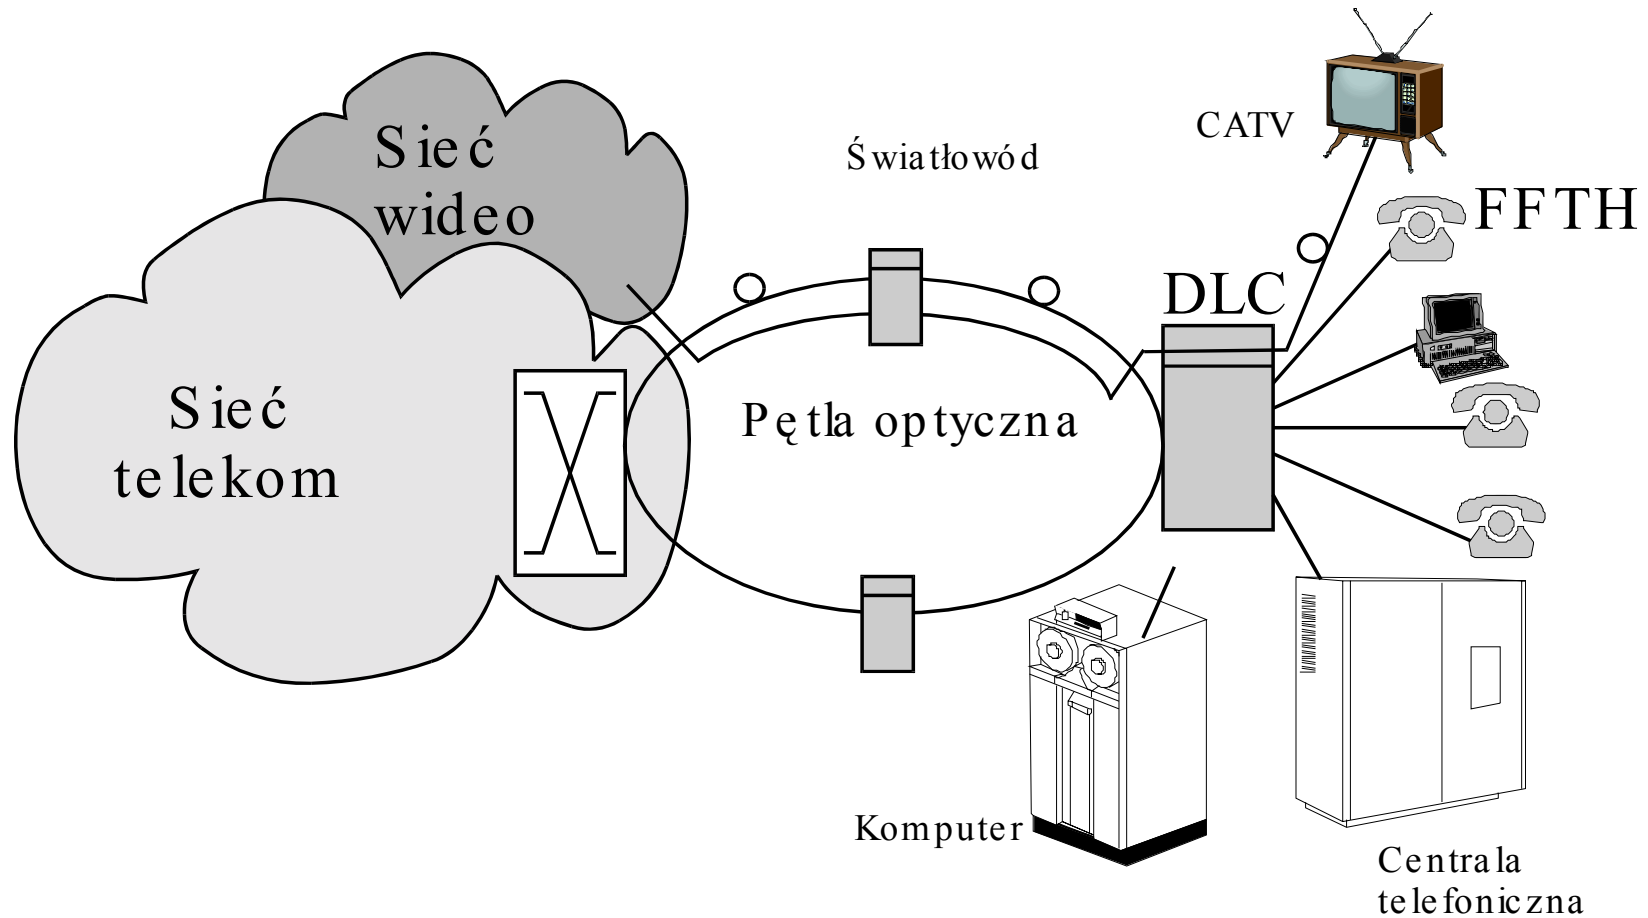 Sieć
wideo
Światłowód
CATV
FFTH
DLC
Sieć
telekom
Pętla optyczna
Komputer
Centrala
telefoniczna